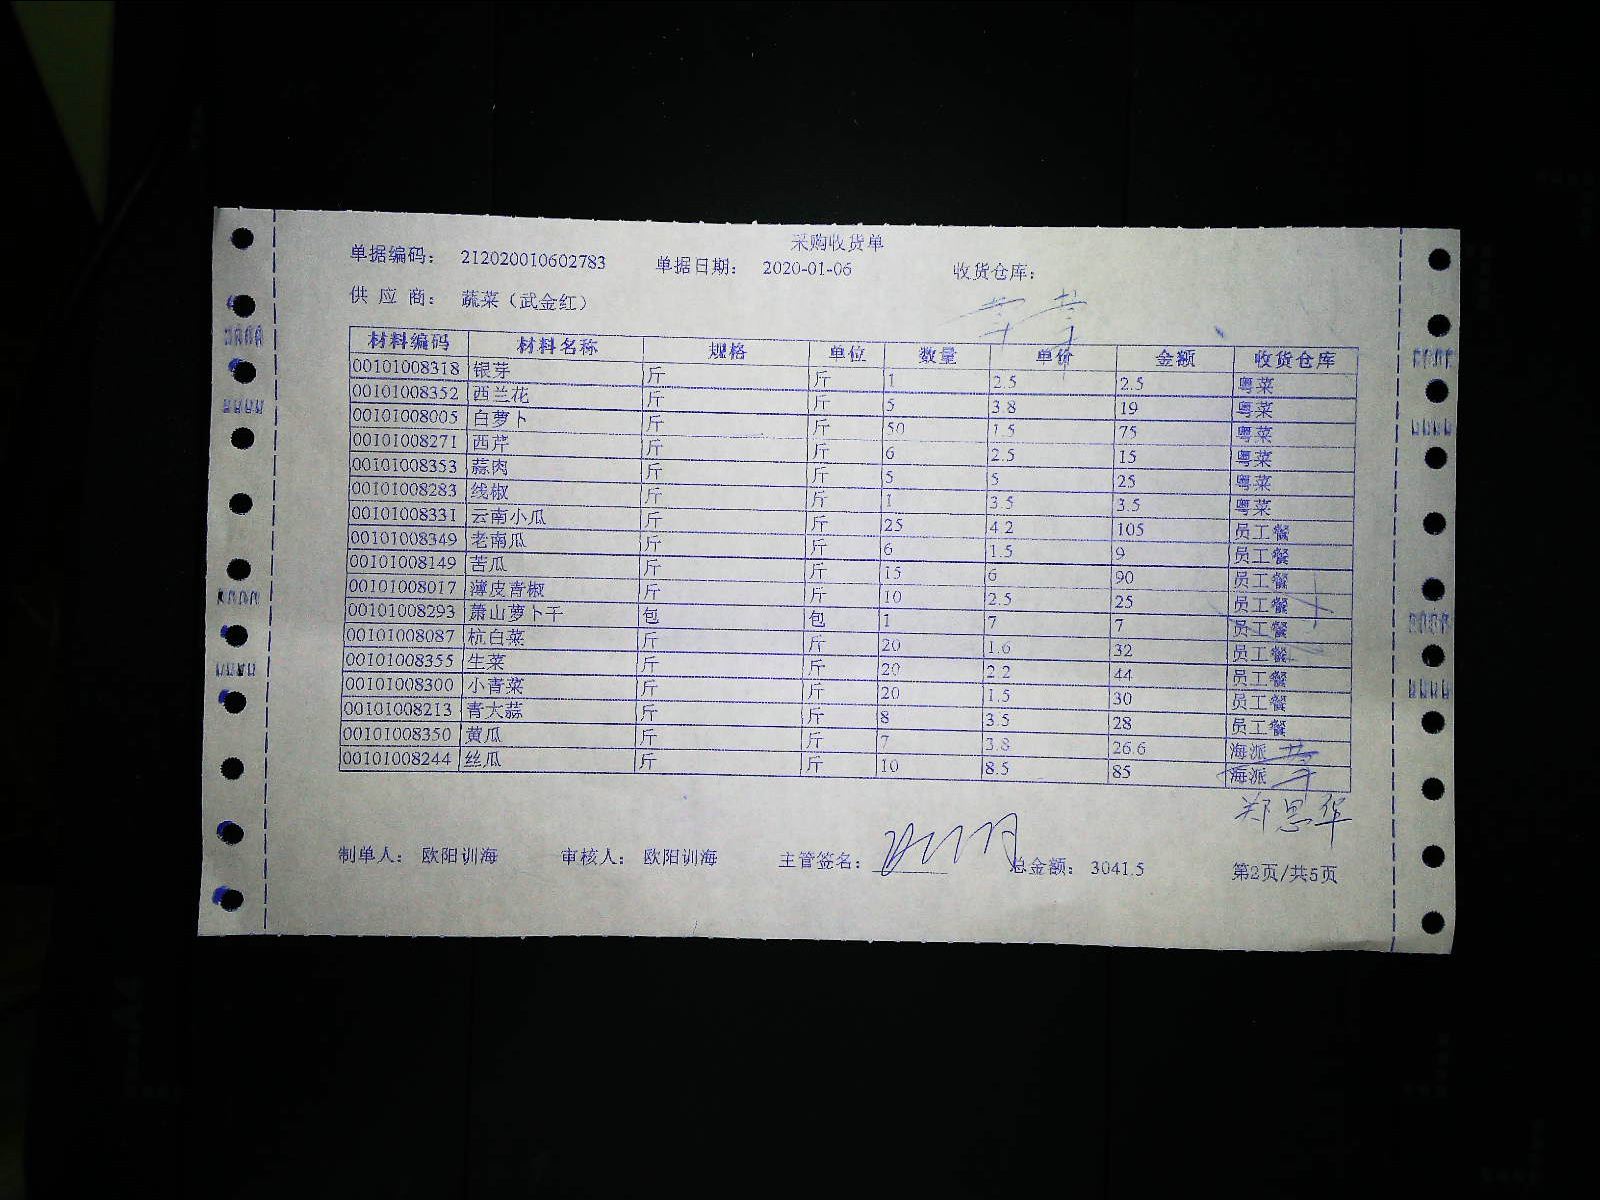 采购收货单
单据编码： 212020010602783 单据日期： 2020-01-06 收货仓库：
供 应 商： 蔬菜（武金红）
材料编码 材料名称 规格 单位 数量 单价 金额 收货仓库
00101008318 银芽 斤 斤 1 2.5 2.5 粤菜
00101008352 西兰花 斤 斤 5 3.8 19 粤菜
00101008005 白萝卜 斤 斤 50 1.5 75 粤菜
00101008271 西芹 斤 斤 6 2.5 15 粤菜
00101008353 蒜肉 斤 斤 5 5 25 粤菜
00101008283 线椒 斤 斤 1 3.5 3.5 粤菜
00101008331 云南小瓜 斤 斤 25 4.2 105 员工餐
00101008349 老南瓜 斤 斤 6 1.5 9 员工餐
00101008149 苦瓜 斤 斤 15 6 90 员工餐
00101008017 薄皮青椒 斤 斤 10 2.5 25 员工餐
00101008293 萧山萝卜干 包 包 1 7 7 员工餐
00101008087 杭白菜 斤 斤 20 1.6 32 员工餐
00101008355 生菜 斤 斤 20 2.2 44 员工餐
00101008300 小青菜 斤 斤 20 1.5 30 员工餐
00101008213 青大蒜 斤 斤 8 3.5 28 员工餐
00101008350 黄瓜 斤 斤 7 3.8 26.6 海派
00101008244 丝瓜 斤 斤 10 8.5 85 海派
郑思华
制单人： 欧阳训海 审核人： 欧阳训海 主管签名： 总金额： 3041.5 第2页/共5页